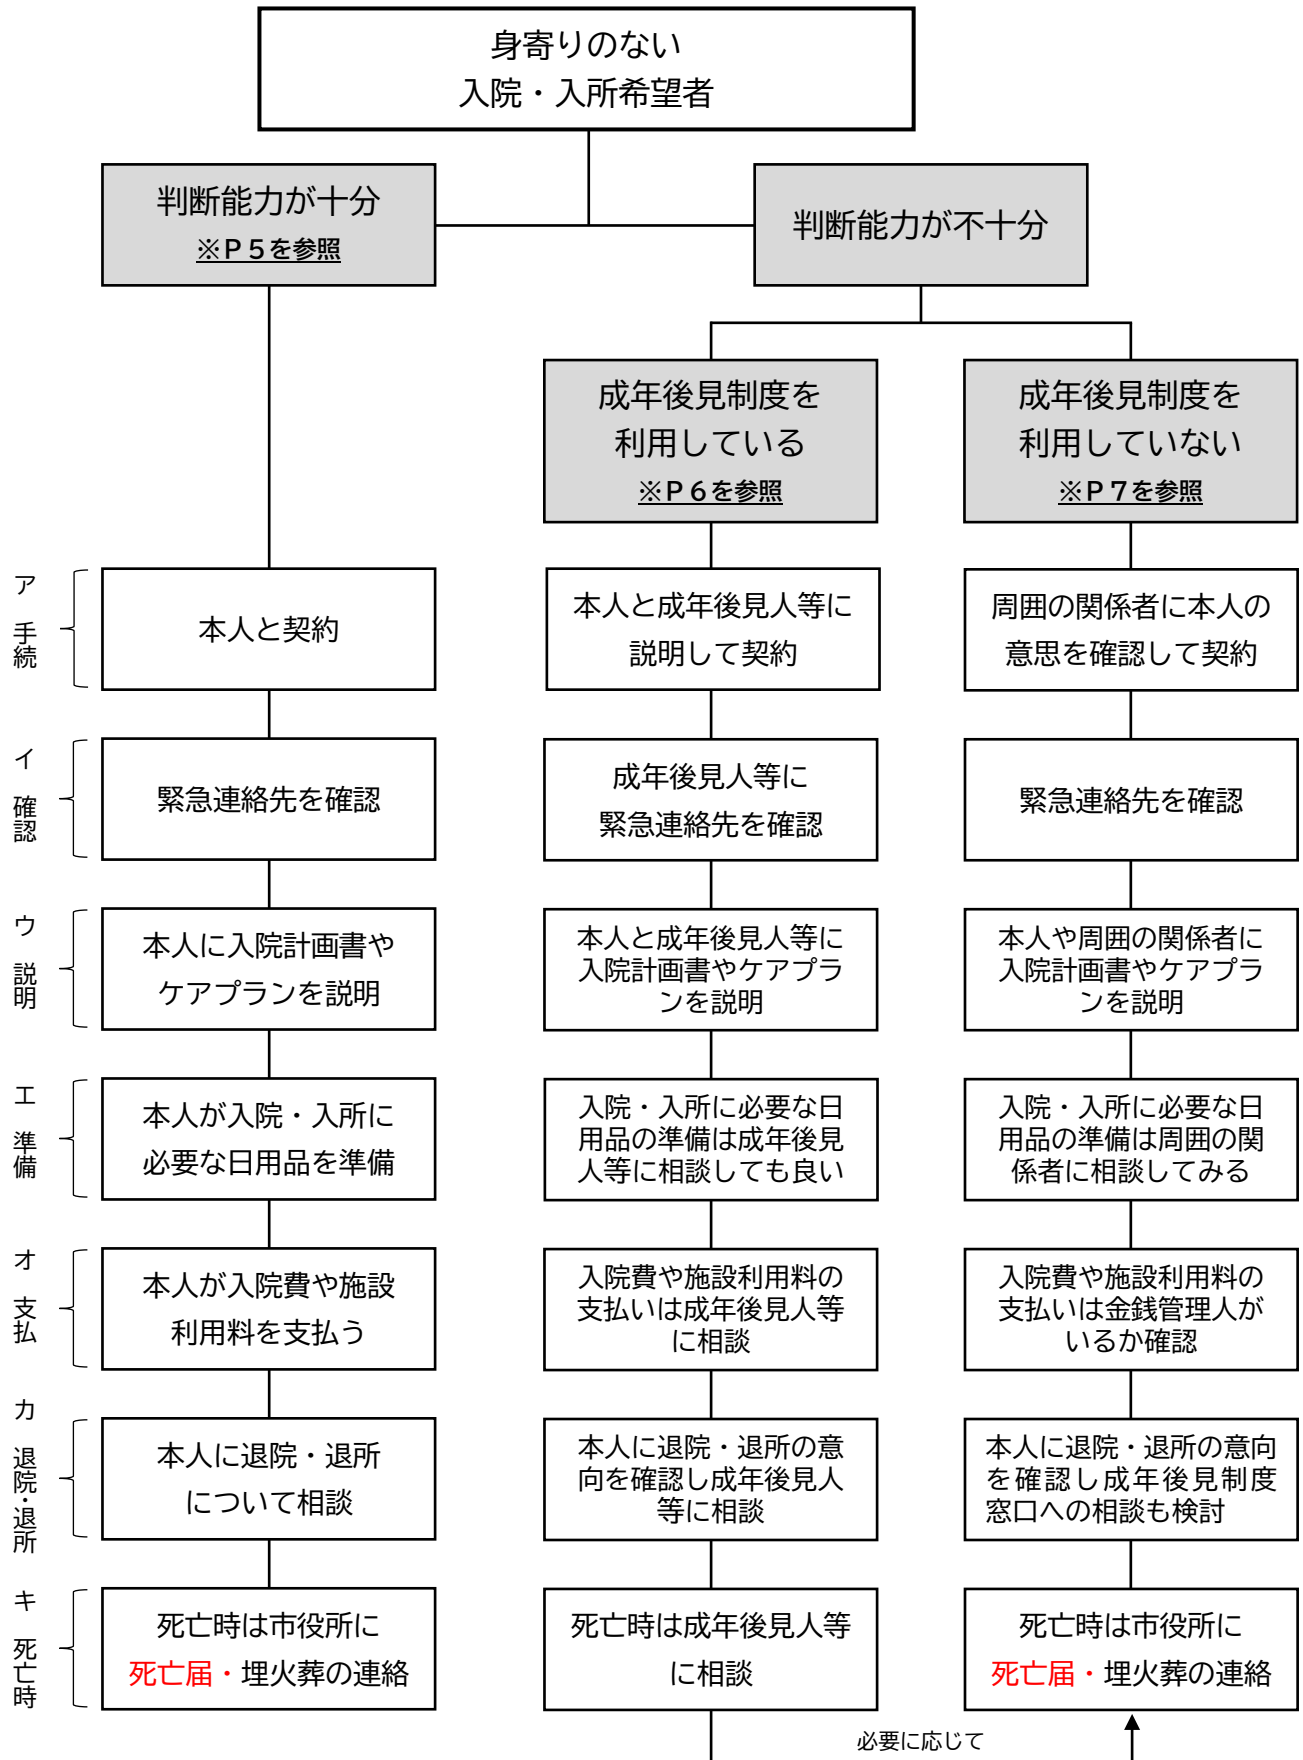 身寄りのない
入院・入所希望者
判断能力が十分
※Ｐ５を参照
判断能力が不十分
成年後見制度を
利用している
※Ｐ６を参照
成年後見制度を
利用していない
※Ｐ７を参照
ア 手続
本人と契約
本人と成年後見人等に
説明して契約
周囲の関係者に本人の
意思を確認して契約
イ 確認
緊急連絡先を確認
成年後見人等に
緊急連絡先を確認
緊急連絡先を確認
ウ 説明
本人に入院計画書や
ケアプランを説明
本人と成年後見人等に
入院計画書やケアプラ
ンを説明
本人や周囲の関係者に
入院計画書やケアプラ
ンを説明
エ 準備
本人が入院・入所に
必要な日用品を準備
入院・入所に必要な日
用品の準備は成年後見
人等に相談しても良い
入院・入所に必要な日
用品の準備は周囲の関
係者に相談してみる
オ 支払
本人が入院費や施設
利用料を支払う
入院費や施設利用料の
支払いは成年後見人等
に相談
入院費や施設利用料の
支払いは金銭管理人が
いるか確認
カ 退院・退所
本人に退院・退所
について相談
本人に退院・退所の意
向を確認し成年後見人
等に相談
本人に退院・退所の意向
を確認し成年後見制度
窓口への相談も検討
キ 死亡時
死亡時は市役所に
死亡届・埋火葬の連絡
死亡時は成年後見人等
に相談
死亡時は市役所に
死亡届・埋火葬の連絡
必要に応じて